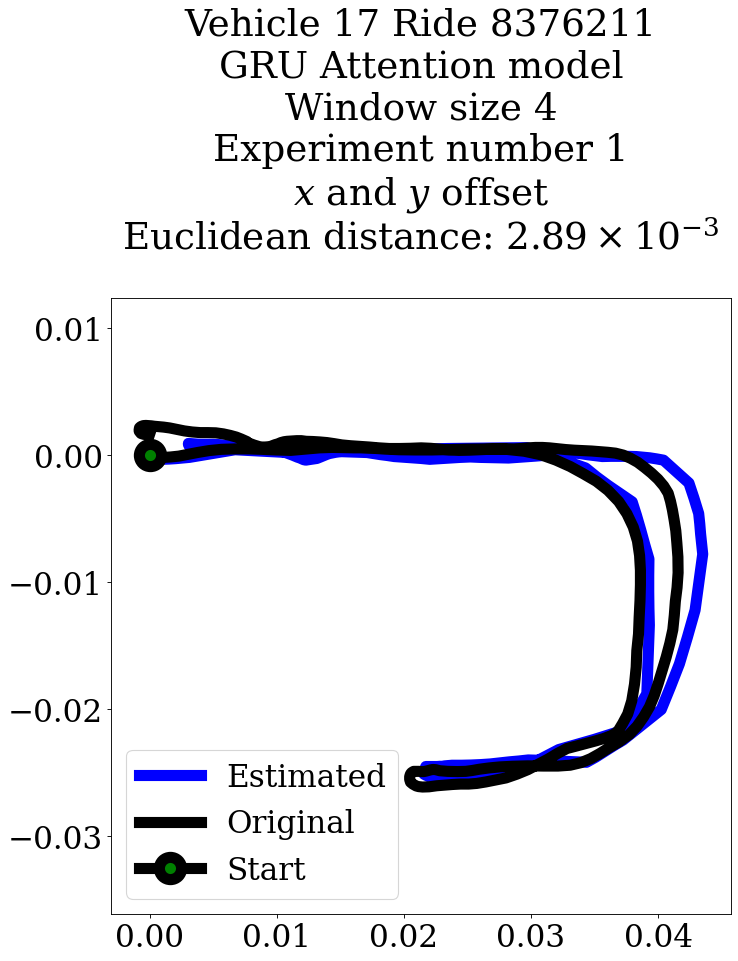 Vehicle 17 Ride 8376211
GRU Attention model
Window size 4
Experiment number 1
x and y offset
Euclidean distance: 2.89 × 10⁻³
0.01
0.00
−0.01
−0.02
−0.03
Estimated
Original
Start
0.00 0.01 0.02 0.03 0.04